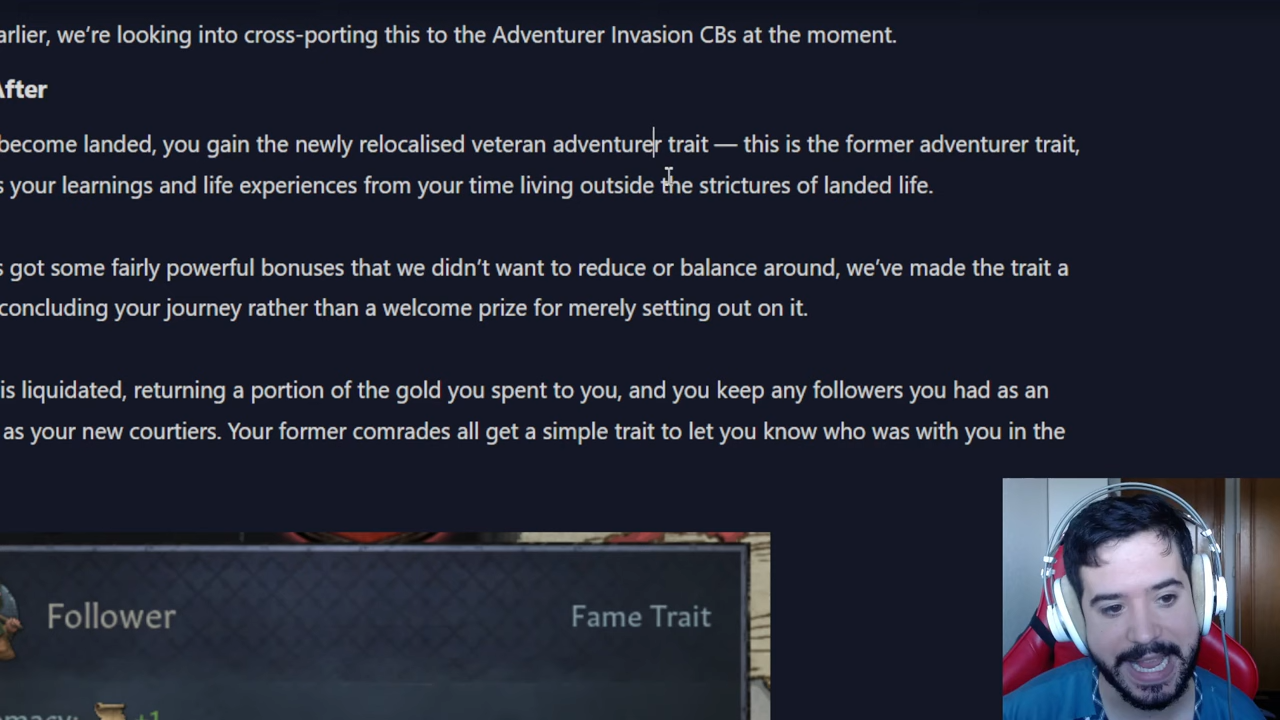 arlier, we're looking into cross-porting this to the Adventurer Invasion CBs at the moment.
After
become landed, you gain the newly relocalised veteran adventurer trait — this is the former adventurer trait,
s your learnings and life experiences from your time living outside the strictures of landed life.
s got some fairly powerful bonuses that we didn't want to reduce or balance around, we've made the trait a
concluding your journey rather than a welcome prize for merely setting out on it.
is liquidated, returning a portion of the gold you spent to you, and you keep any followers you had as an
as your new courtiers. Your former comrades all get a simple trait to let you know who was with you in the
Follower
Fame Trait
+1